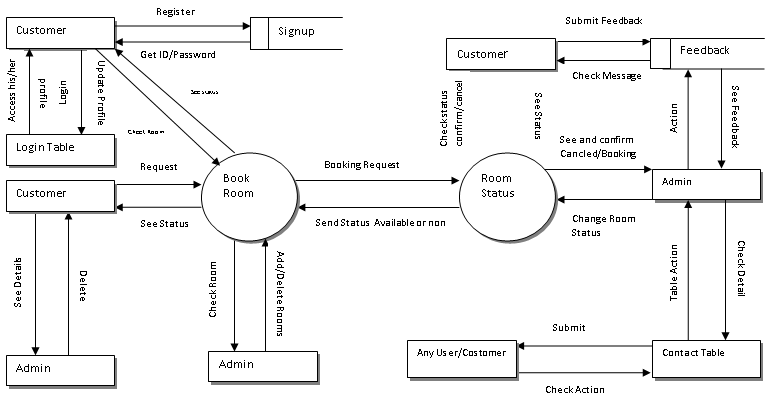 Register
Customer
Signup
Get ID/Password
Access his/her
profile
Login
Update Profile
See status
Check Room
Login Table
Submit Feedback
Customer
Feedback
Check Message
Check status
confirm/cancel
See Status
Action
See Feedback
See and confirm
Cancled/Booking
Request
Customer
See Status
Book
Room
Booking Request
Send Status Available or non
Room
Status
Admin
Change Room
Status
See Details
Delete
Check Room
Add/Delete Rooms
Table Action
Check Detail
Admin
Admin
Submit
Any User/Costomer
Contact Table
Check Action